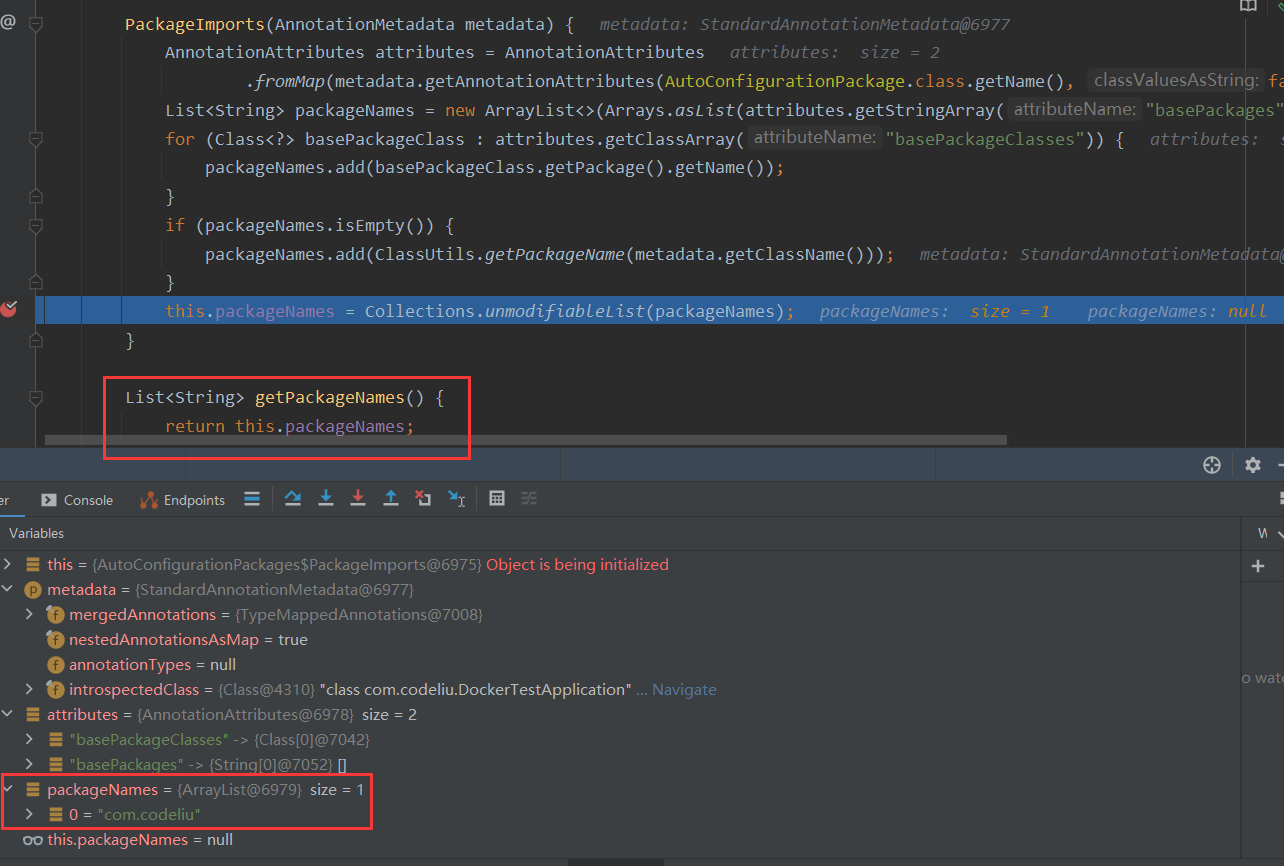 PackageImports(AnnotationMetadata metadata) { metadata: StandardAnnotationMetadata@6977
AnnotationAttributes attributes = AnnotationAttributes attributes: size = 2
.fromMap(metadata.getAnnotationAttributes(AutoConfigurationPackage.class.getName(), classValuesAsString: fa
List<String> packageNames = new ArrayList<>(Arrays.asList(attributes.getStringArray( attributeName: "basePackages"
for (Class<?> basePackageClass : attributes.getClassArray( attributeName: "basePackageClasses")) { attributes: s
packageNames.add(basePackageClass.getPackage().getName());
}
if (packageNames.isEmpty()) {
packageNames.add(ClassUtils.getPackageName(metadata.getClassName())); metadata: StandardAnnotationMetadata@
}
this.packageNames = Collections.unmodifiableList(packageNames); packageNames: size = 1 packageNames: null
}
List<String> getPackageNames() {
return this.packageNames;
er Console Endpoints
Variables W
this = {AutoConfigurationPackages$PackageImports@6975} Object is being initialized
metadata = {StandardAnnotationMetadata@6977}
mergedAnnotations = {TypeMappedAnnotations@7008}
nestedAnnotationsAsMap = true
annotationTypes = null
introspectedClass = {Class@4310} "class com.codeliu.DockerTestApplication" ... Navigate
o watc
attributes = {AnnotationAttributes@6978} size = 2
"basePackageClasses" -> {Class[0]@7042}
"basePackages" -> {String[0]@7052} []
packageNames = {ArrayList@6979} size = 1
0 = "com.codeliu"
this.packageNames = null